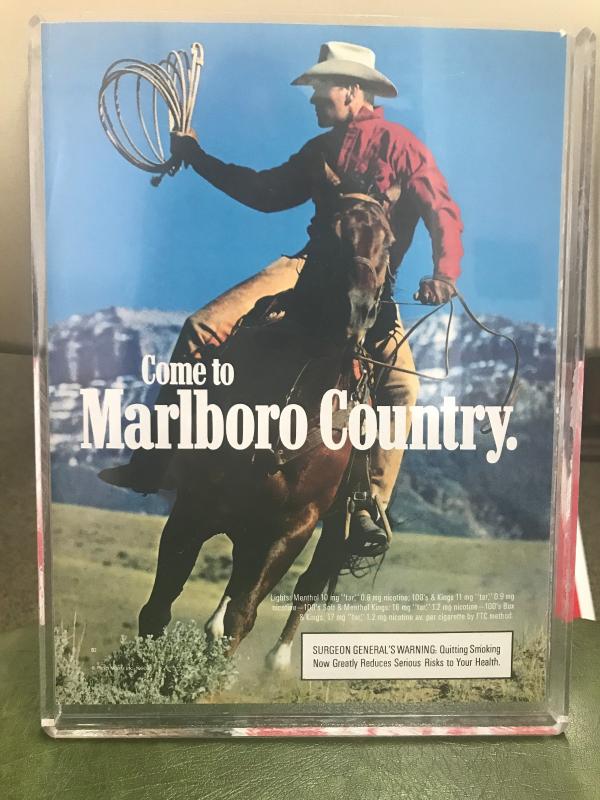 Come to
Marlboro Country.
Lights: Menthol 10 mg "tar," 0.8 mg nicotine; 100's & Kings 11 mg "tar," 0.9 mg
nicotine—100's Soft & Menthol Kings: 16 mg "tar," 1.2 mg nicotine—100's Box
& Kings: 17 mg "tar," 1.2 mg nicotine av. per cigarette by FTC method.
SURGEON GENERAL'S WARNING: Quitting Smoking
Now Greatly Reduces Serious Risks to Your Health.